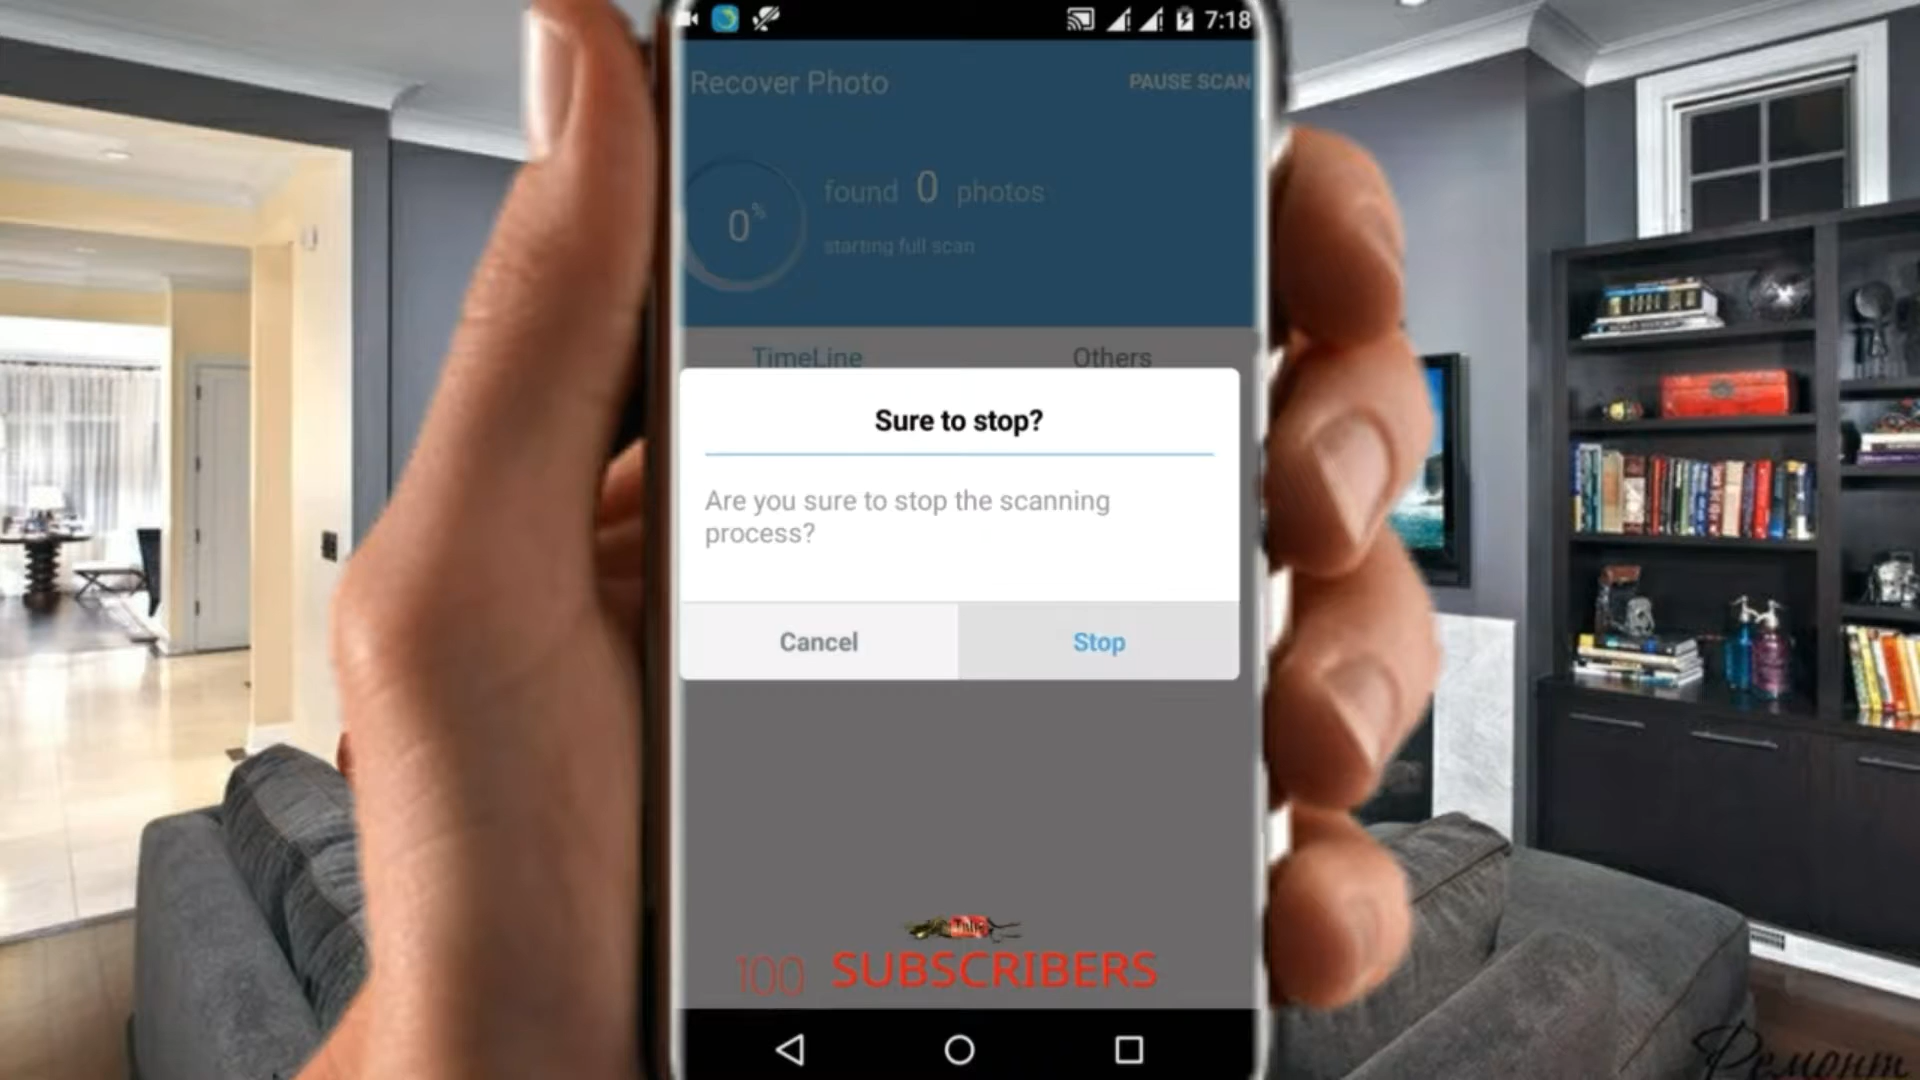 7:18
Recover Photo PAUSE SCAN
0% found 0 photos
starting full scan
TimeLine Others
Sure to stop?
Are you sure to stop the scanning
process?
Cancel Stop
100 SUBSCRIBERS
Ремонт